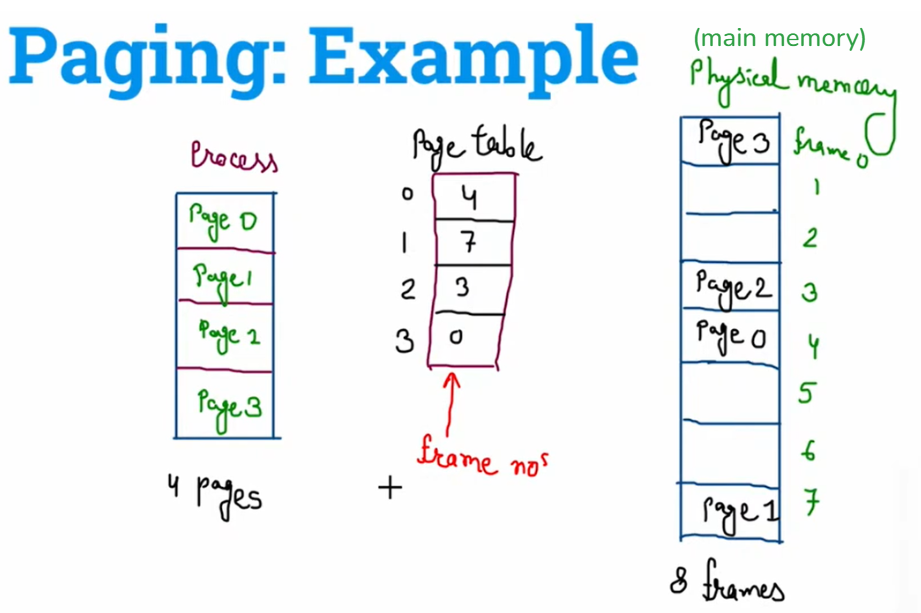 Paging: Example
Process
Page 0
Page 1
Page 2
Page 3
4 pages
Page table
0 4
1 7
2 3
3 0
frame nos
+
(main memory)
Physical memory
Page 3 frame 0
1
2
Page 2 3
Page 0 4
5
6
Page 1 7
8 frames